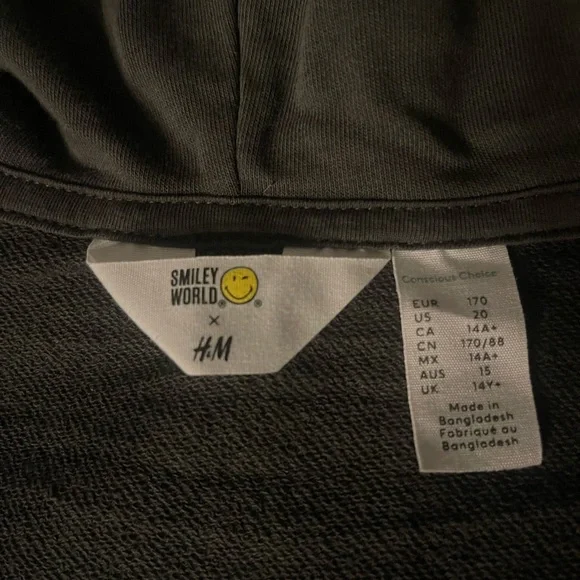 SMILEY
WORLD®
×
H&M
Conscious Choice
EUR 170
US 20
CA 14A+
CN 170/88
MX 14A+
AUS 15
UK 14Y+
Made in
Bangladesh
Fabriqué au
Bangladesh